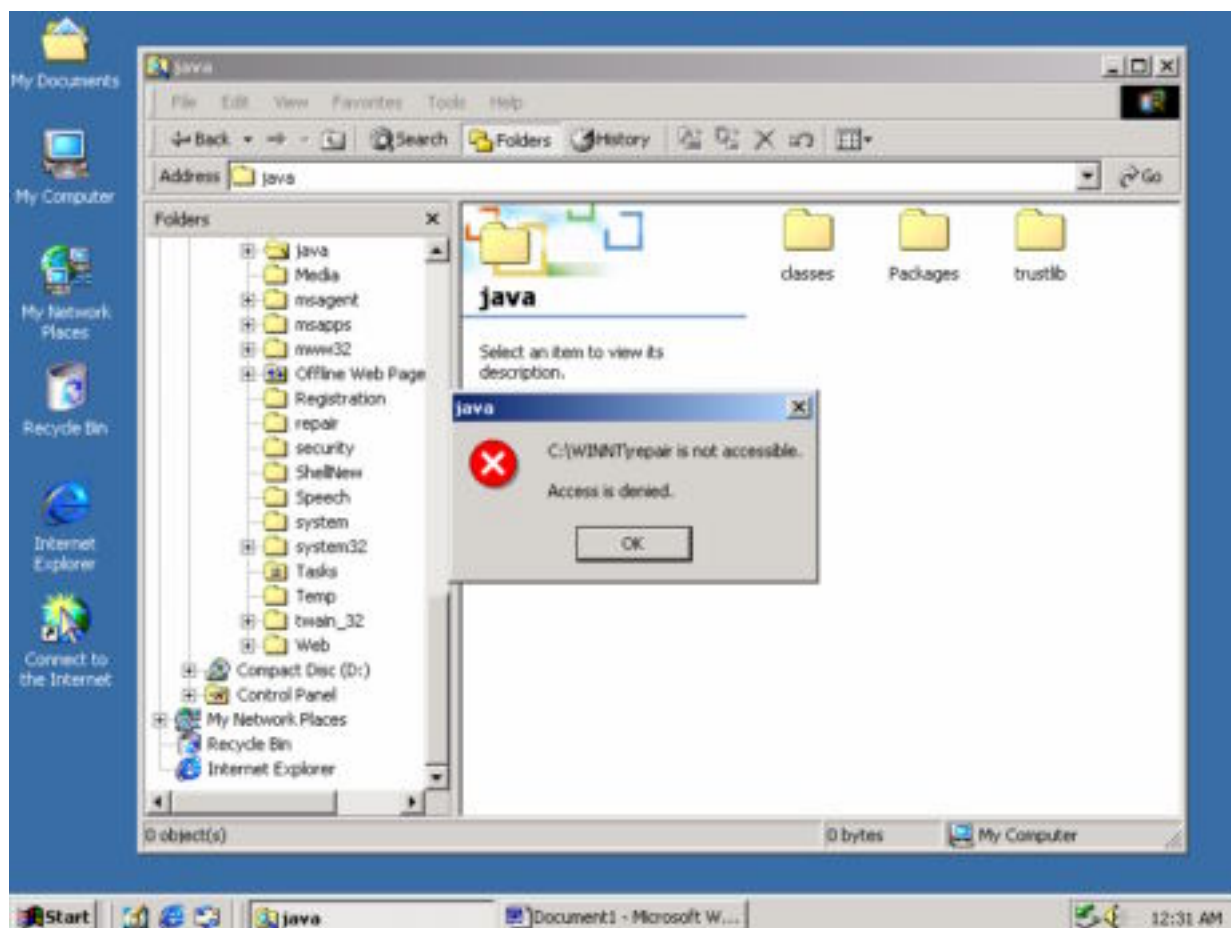 My Documents
My Computer
My Network
Places
Recycle Bin
Internet
Explorer
Connect to
the Internet
java
File Edit View Favorites Tools Help
Back Search Folders History
Address java Go
Folders
java
Media
msagent
msapps
mww32
Offline Web Page
Registration
repair
security
ShellNew
Speech
system
system32
Tasks
Temp
twain_32
Web
Compact Disc (D:)
Control Panel
My Network Places
Recycle Bin
Internet Explorer
java
Select an item to view its
description.
classes Packages trustlib
java
C:\WINNT\repair is not accessible.
Access is denied.
OK
0 object(s) 0 bytes My Computer
Start java Document1 - Microsoft W... 12:31 AM